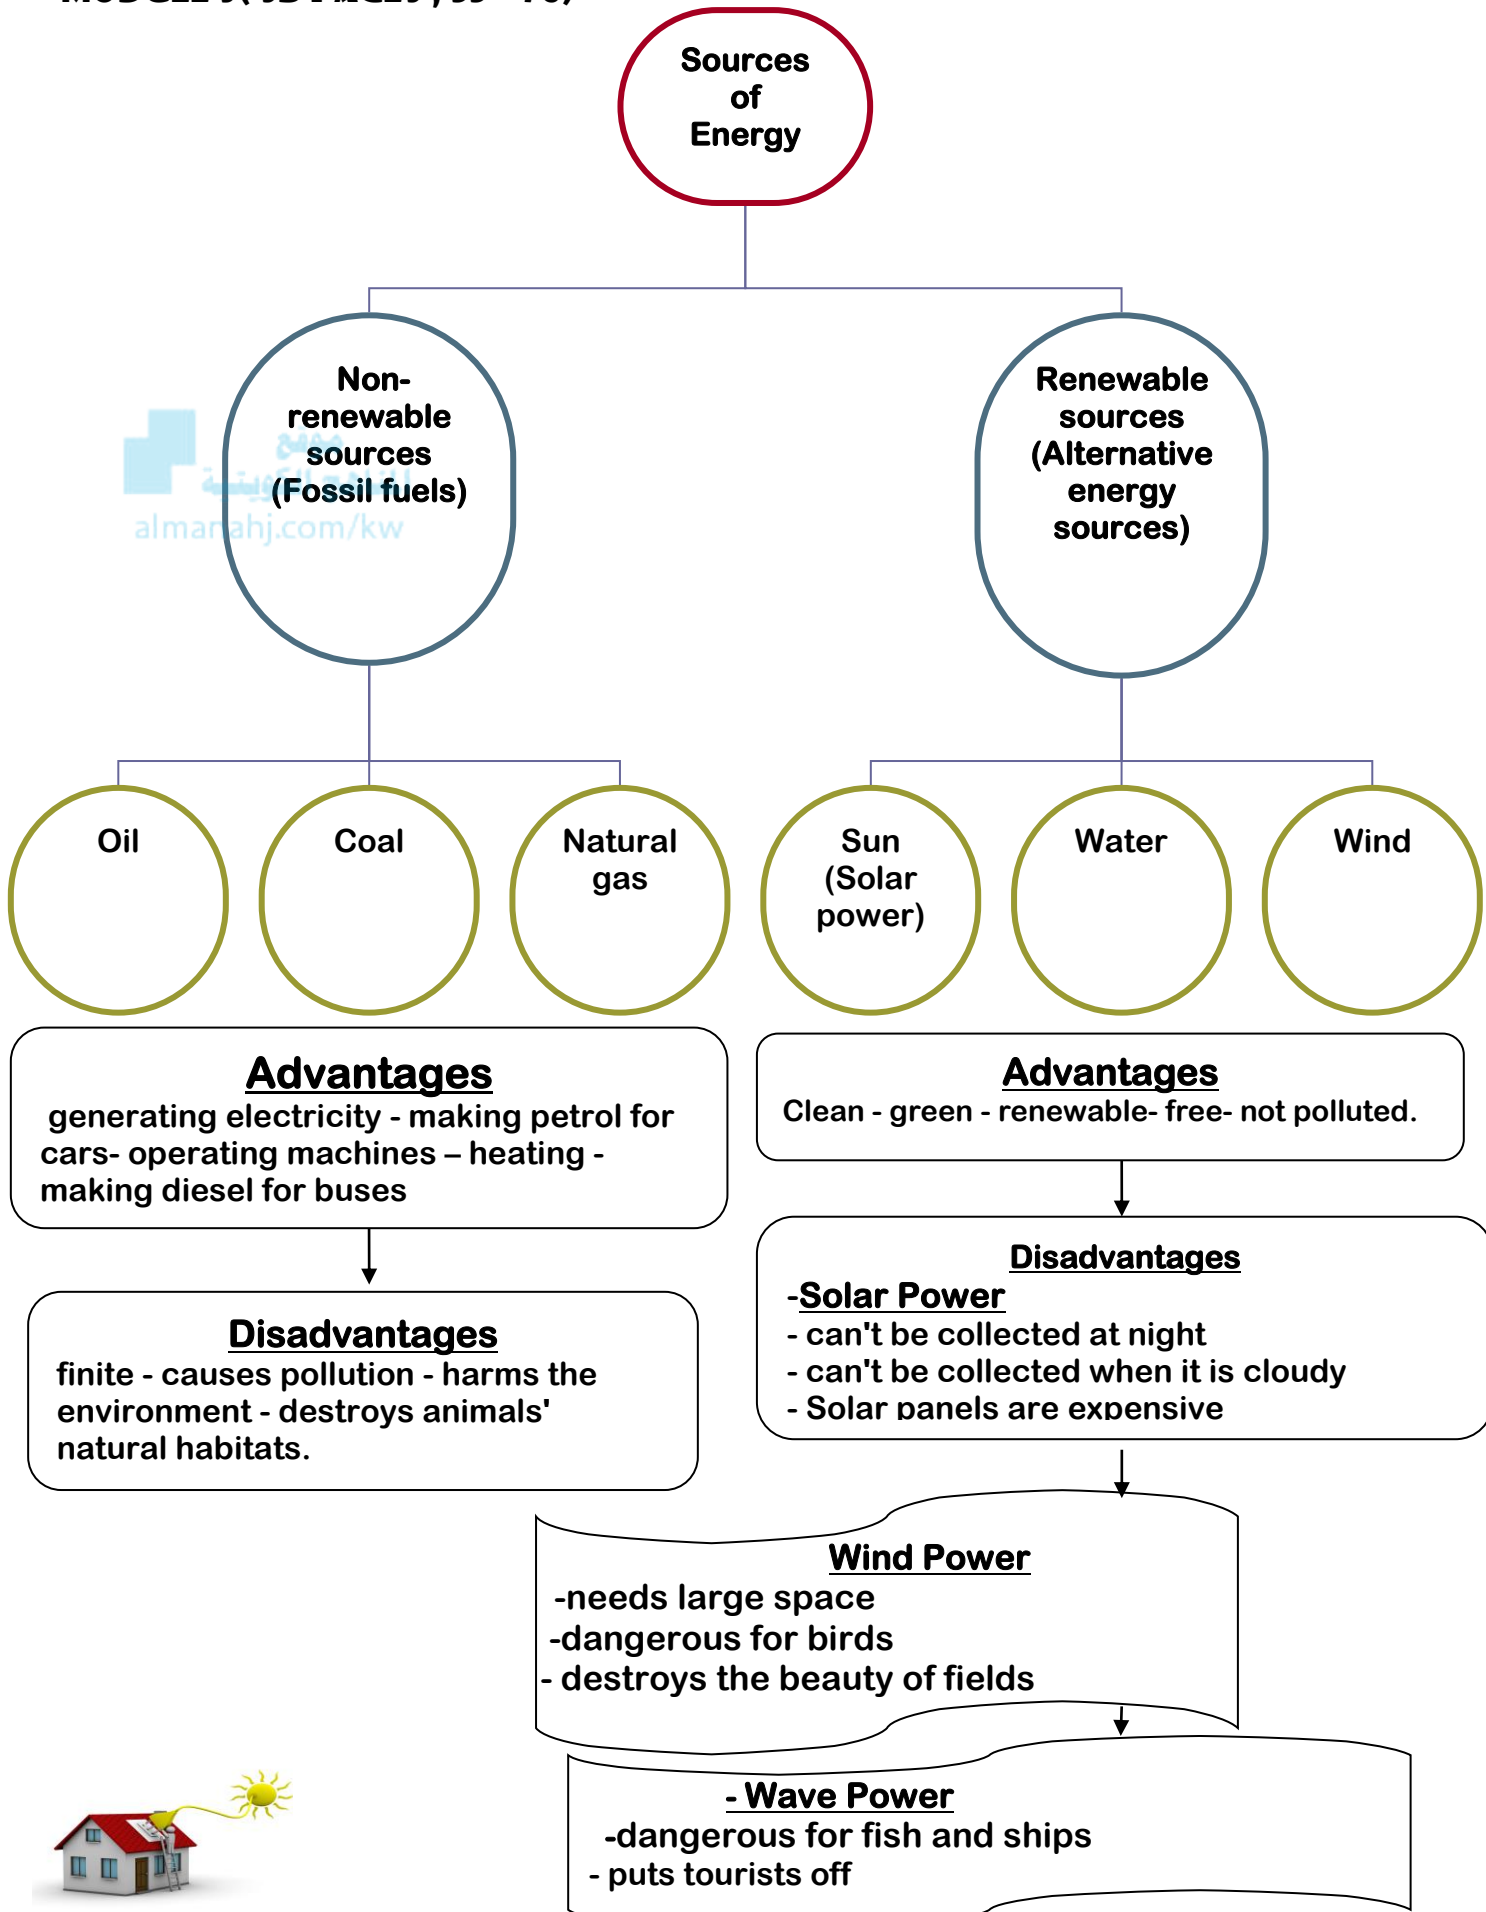 Sources
of
Energy
Non-
renewable
sources
(Fossil fuels)
Renewable
sources
(Alternative
energy
sources)
موقع
المناهج الكويتية
almanahj.com/kw
Oil
Coal
Natural
gas
Sun
(Solar
power)
Water
Wind
Advantages
generating electricity - making petrol for
cars- operating machines – heating -
making diesel for buses
Disadvantages
finite - causes pollution - harms the
environment - destroys animals'
natural habitats.
Advantages
Clean - green - renewable- free- not polluted.
Disadvantages
-Solar Power
- can't be collected at night
- can't be collected when it is cloudy
- Solar panels are expensive
Wind Power
-needs large space
-dangerous for birds
- destroys the beauty of fields
- Wave Power
-dangerous for fish and ships
- puts tourists off